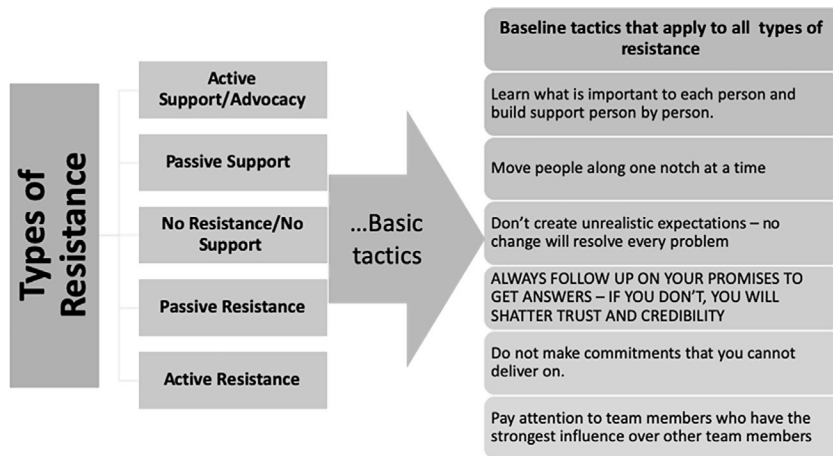 Types of
Resistance
Active
Support/Advocacy
Passive Support
No Resistance/No
Support
Passive Resistance
Active Resistance
...Basic
tactics
Baseline tactics that apply to all types of
resistance
Learn what is important to each person and
build support person by person.
Move people along one notch at a time
Don’t create unrealistic expectations – no
change will resolve every problem
ALWAYS FOLLOW UP ON YOUR PROMISES TO
GET ANSWERS – IF YOU DON’T, YOU WILL
SHATTER TRUST AND CREDIBILITY
Do not make commitments that you cannot
deliver on.
Pay attention to team members who have the
strongest influence over other team members